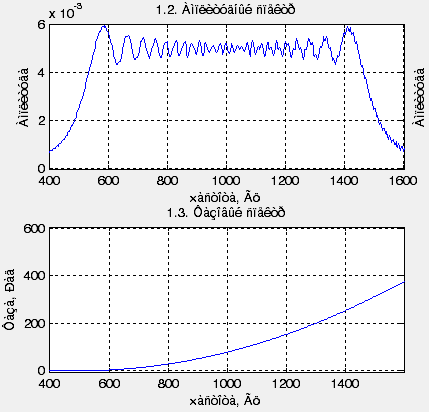 1.2. Àìïëèòóäíûé ñïåêòð
x 10⁻³
6
4
2
0
Àìïëèòóäà
Àìïëèòóäà
400 600 800 1000 1200 1400 1600
×àñòîòà, Ãö
1.3. Ôàçîâûé ñïåêòð
600
400
200
0
Ôàçà, Ðàä
400 600 800 1000 1200 1400
×àñòîòà, Ãö